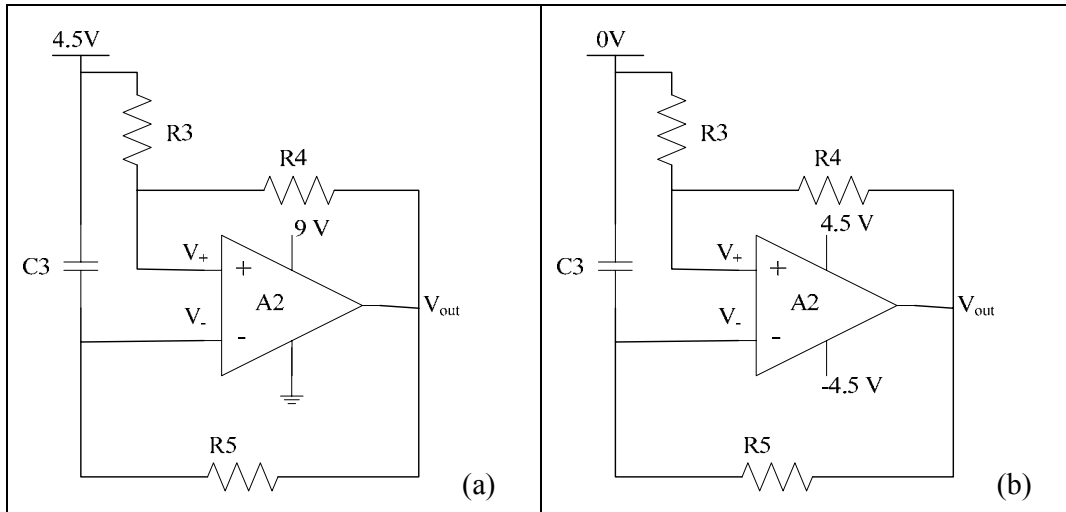 4.5V
R3
R4
9 V
V+
C3
+
A2
V-
-
Vout
R5
(a)
0V
R3
R4
4.5 V
V+
C3
+
A2
V-
-
Vout
-4.5 V
R5
(b)